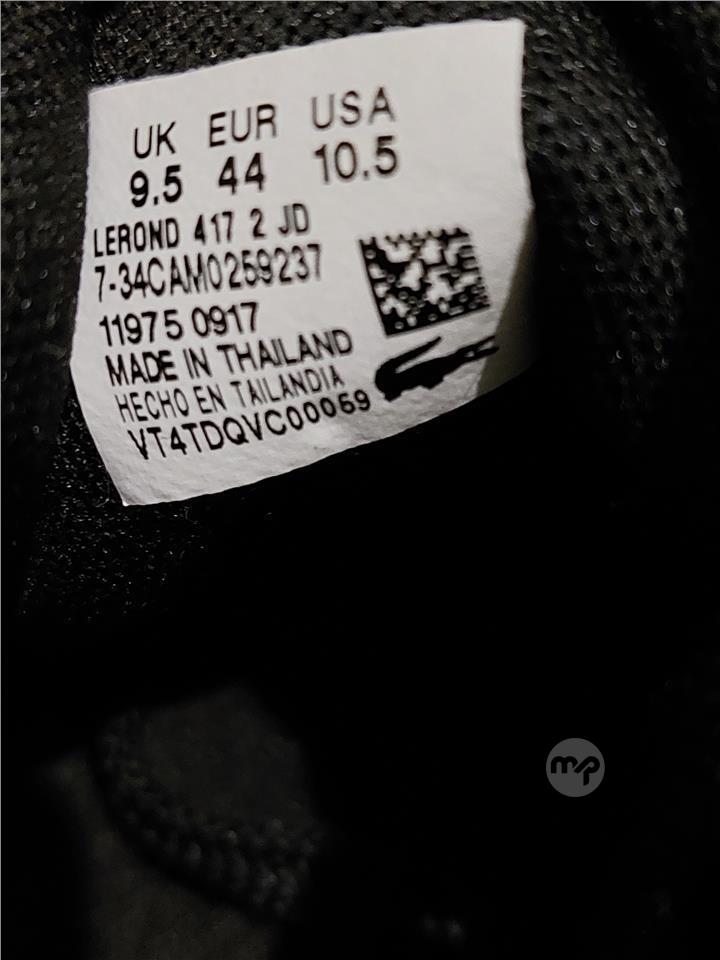 UK EUR USA
9.5 44 10.5
LEROND 417 2 JD
7-34CAM0259237
11975 0917
MADE IN THAILAND
HECHO EN TAILANDIA
VT4TDQVC00069
mp